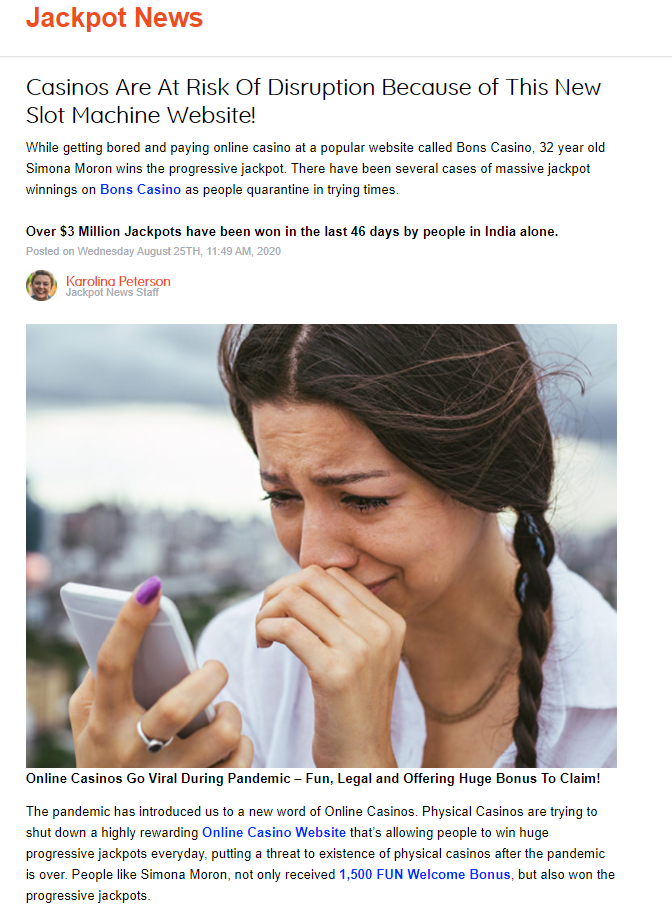 Jackpot News
Casinos Are At Risk Of Disruption Because of This New
Slot Machine Website!
While getting bored and paying online casino at a popular website called Bons Casino, 32 year old
Simona Moron wins the progressive jackpot. There have been several cases of massive jackpot
winnings on Bons Casino as people quarantine in trying times.
Over $3 Million Jackpots have been won in the last 46 days by people in India alone.
Posted on Wednesday August 25TH, 11:49 AM, 2020
Karolina Peterson
Jackpot News Staff
Online Casinos Go Viral During Pandemic – Fun, Legal and Offering Huge Bonus To Claim!
The pandemic has introduced us to a new word of Online Casinos. Physical Casinos are trying to
shut down a highly rewarding Online Casino Website that's allowing people to win huge
progressive jackpots everyday, putting a threat to existence of physical casinos after the pandemic
is over. People like Simona Moron, not only received 1,500 FUN Welcome Bonus, but also won the
progressive jackpots.